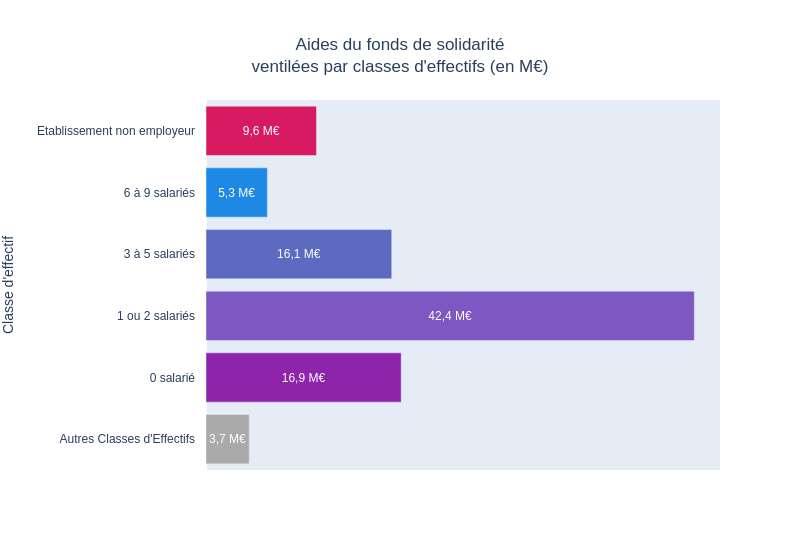 Aides du fonds de solidarité
ventilées par classes d'effectifs (en M€)
Classe d'effectif
Etablissement non employeur
9,6 M€
6 à 9 salariés
5,3 M€
3 à 5 salariés
16,1 M€
1 ou 2 salariés
42,4 M€
0 salarié
16,9 M€
Autres Classes d'Effectifs
3,7 M€